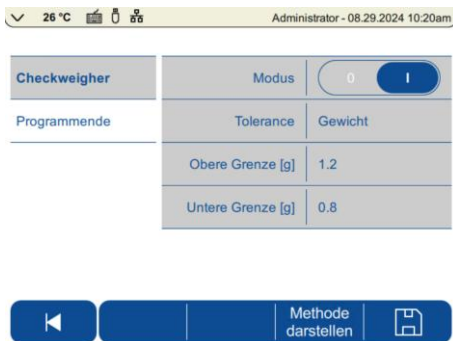 26 °C
Administrator - 08.29.2024 10:20am
Checkweigher
Programmende
Modus 0 I
Tolerance Gewicht
Obere Grenze [g] 1.2
Untere Grenze [g] 0.8
Methode
darstellen